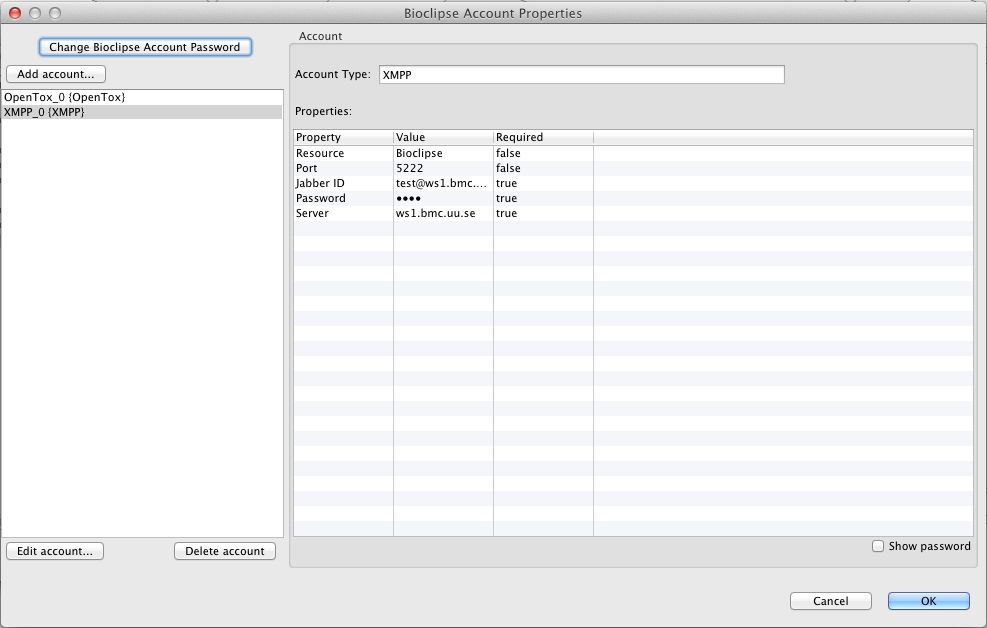 Bioclipse Account Properties
Change Bioclipse Account Password
Add account...
OpenTox_0 {OpenTox}
XMPP_0 {XMPP}
Edit account...
Delete account
Account
Account Type: XMPP
Properties:
Property Value Required
Resource Bioclipse false
Port 5222 false
Jabber ID test@ws1.bmc.... true
Password •••• true
Server ws1.bmc.uu.se true
Show password
Cancel
OK